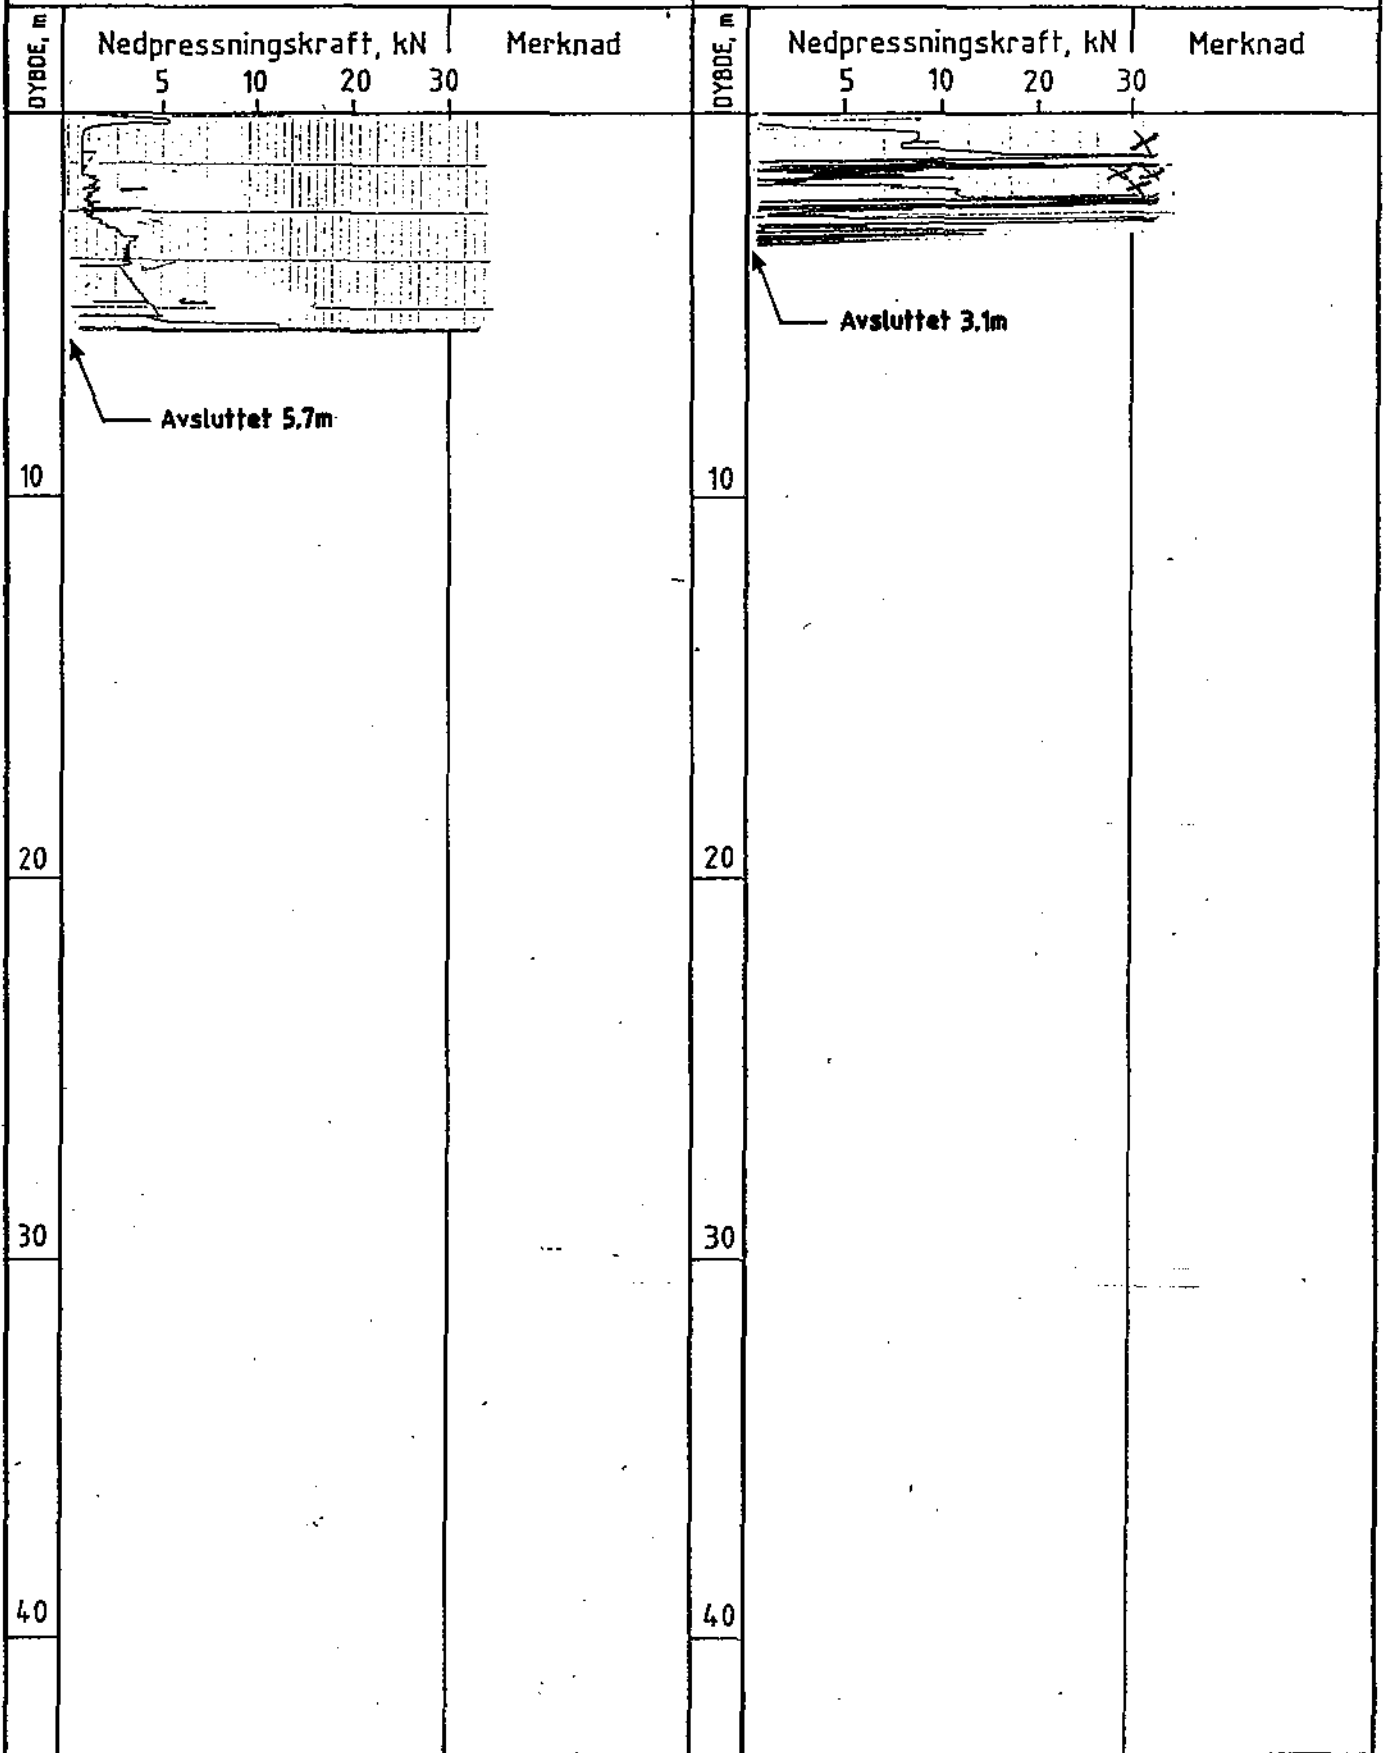 DYBDE, m
Nedpressningskraft, kN
Merknad
5 10 20 30
Avsluttet 5.7m
10
20
30
40
DYBDE, m
Nedpressningskraft, kN
Merknad
5 10 20 30
Avsluttet 3.1m
10
20
30
40